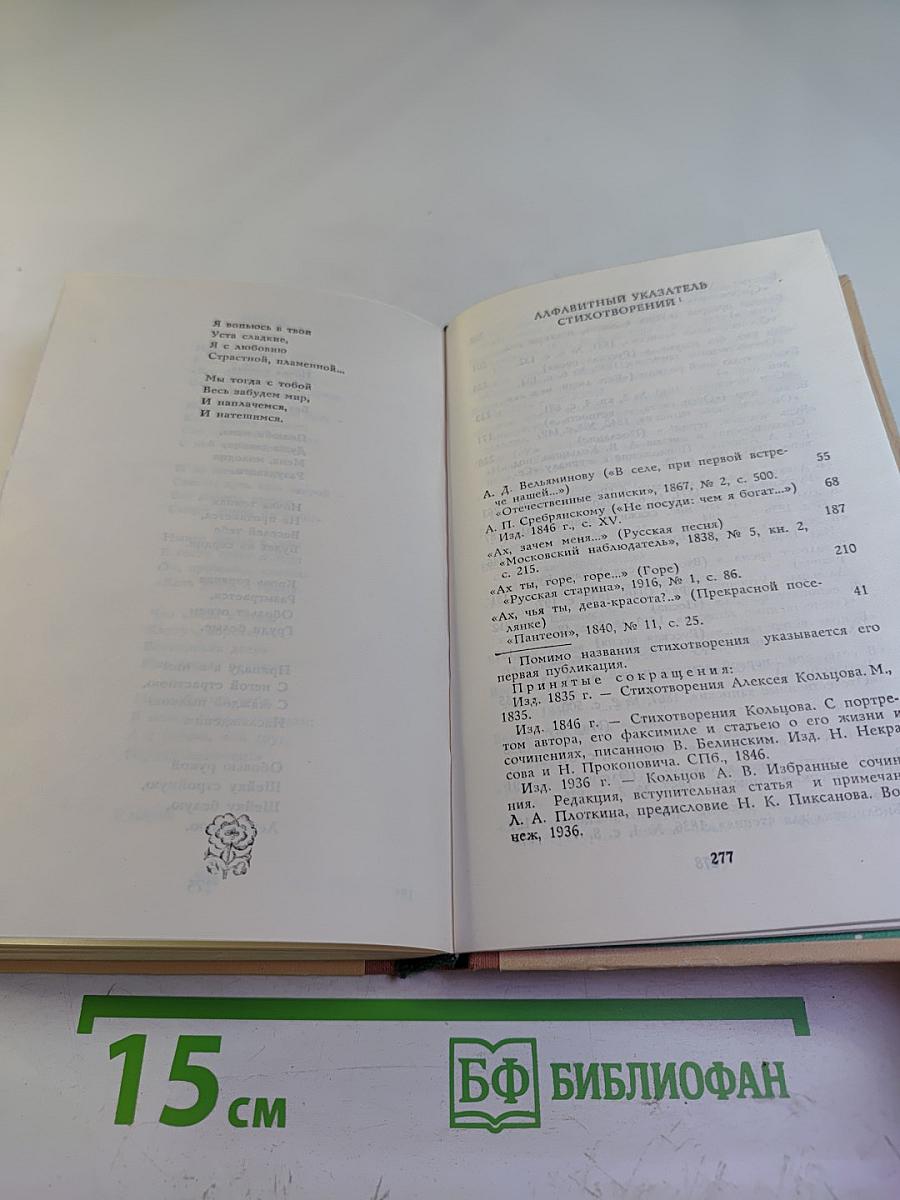 Я вопьюсь в твои
Уста сладкие,
Я с любовию
Страстной, пламенной...
Мы тогда с тобой
Весь забудем мир,
И наплачемся,
И натешимся.
АЛФАВИТНЫЙ УКАЗАТЕЛЬ
СТИХОТВОРЕНИЙ ¹
А. Д. Вельяминову («В селе, при первой встре-
че нашей...») 55
«Отечественные записки», 1867, № 2, с. 500.
А. П. Сребрянскому («Не посуди: чем я богат...») 68
Изд. 1846 г., с. XV.
«Ах, зачем меня...» (Русская песня) 187
«Московский наблюдатель», 1838, № 5, кн. 2,
с. 215.
«Ах ты, горе, горе...» (Горе) 210
«Русская старина», 1916, № 1, с. 86.
«Ах, чья ты, дева-красота?..» (Прекрасной посе-
лянке) 41
«Пантеон», 1840, № 11, с. 25.
¹ Помимо названия стихотворения указывается его
первая публикация.
Принятые сокращения:
Изд. 1835 г. — Стихотворения Алексея Кольцова. М.,
1835.
Изд. 1846 г. — Стихотворения Кольцова. С портре-
том автора, его факсимиле и статьею о его жизни и
сочинениях, писанною В. Белинским. Изд. Н. Некра
сова и Н. Прокоповича. СПб., 1846.
Изд. 1936 г. — Кольцов А. В. Избранные сочин
ния. Редакция, вступительная статья и примечан
Л. А. Плоткина, предисловие Н. К. Пиксанова. Во
неж, 1936.
277
15 см
БФ БИБЛИОФАН